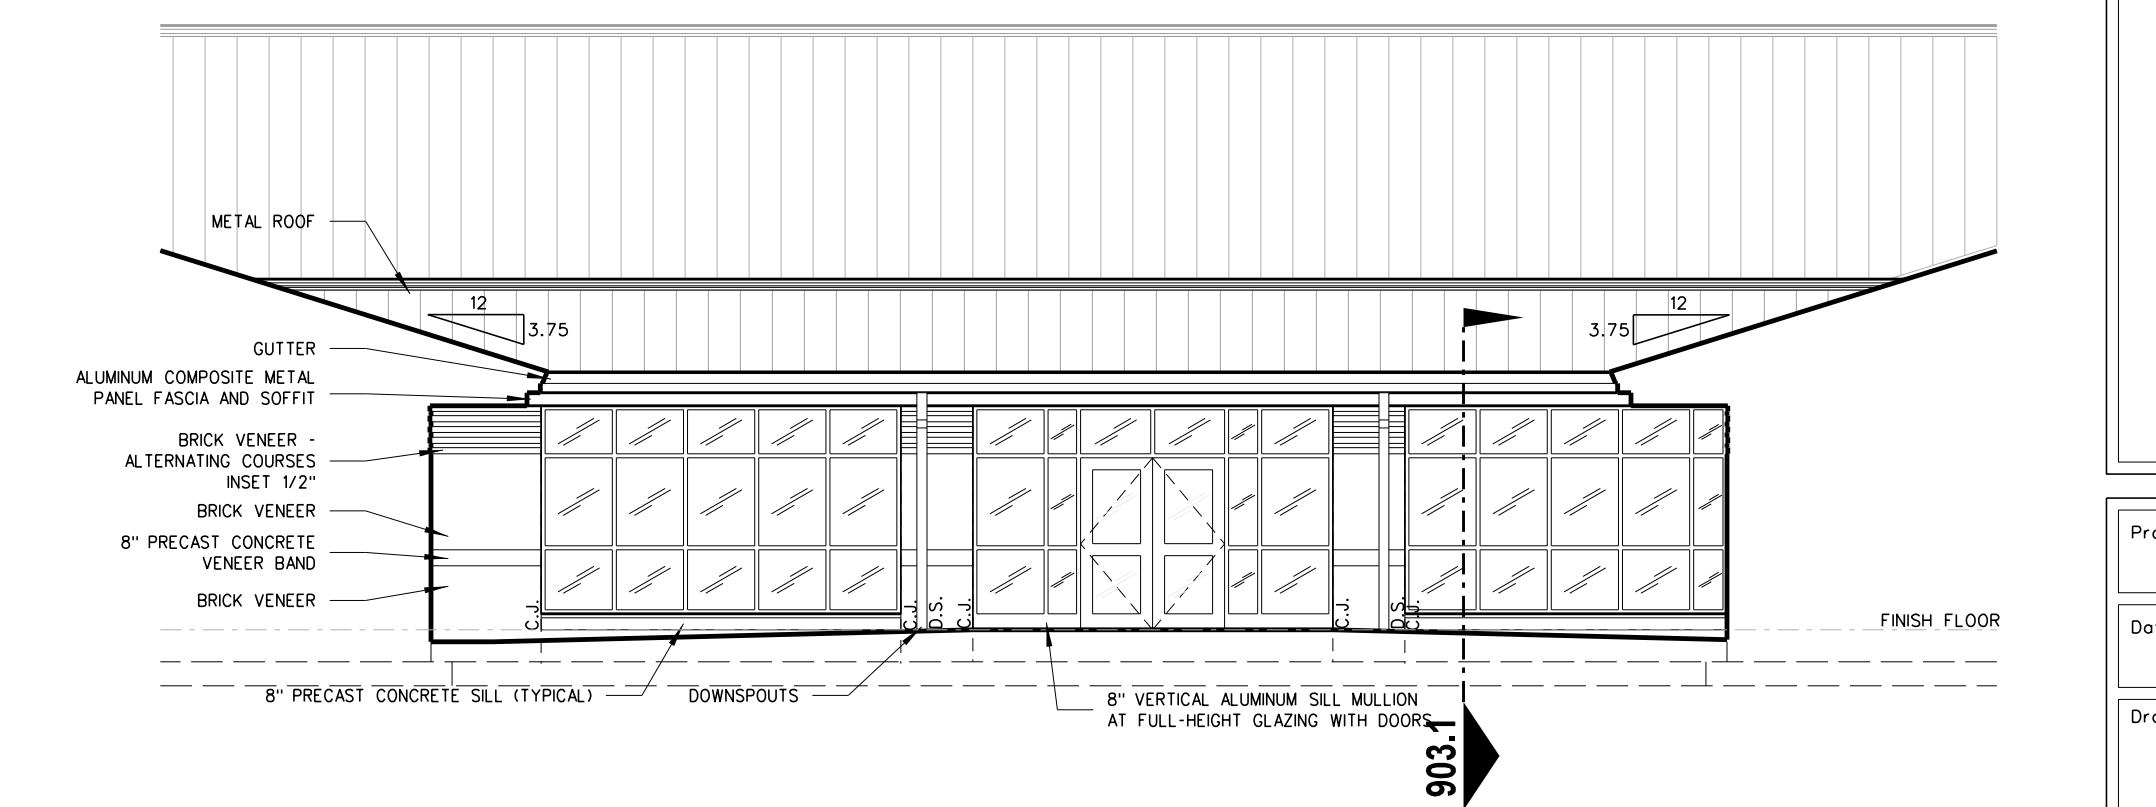 METAL ROOF
12
3.75
12
3.75
GUTTER
ALUMINUM COMPOSITE METAL
PANEL FASCIA AND SOFFIT
BRICK VENEER -
ALTERNATING COURSES
INSET 1/2"
BRICK VENEER
8" PRECAST CONCRETE
VENEER BAND
BRICK VENEER
C.J.
C.J.
D.S.
C.J.
C.J.
D.S.
C.J.
FINISH FLOOR
8" PRECAST CONCRETE SILL (TYPICAL)
DOWNSPOUTS
8" VERTICAL ALUMINUM SILL MULLION
AT FULL-HEIGHT GLAZING WITH DOORS
903.1